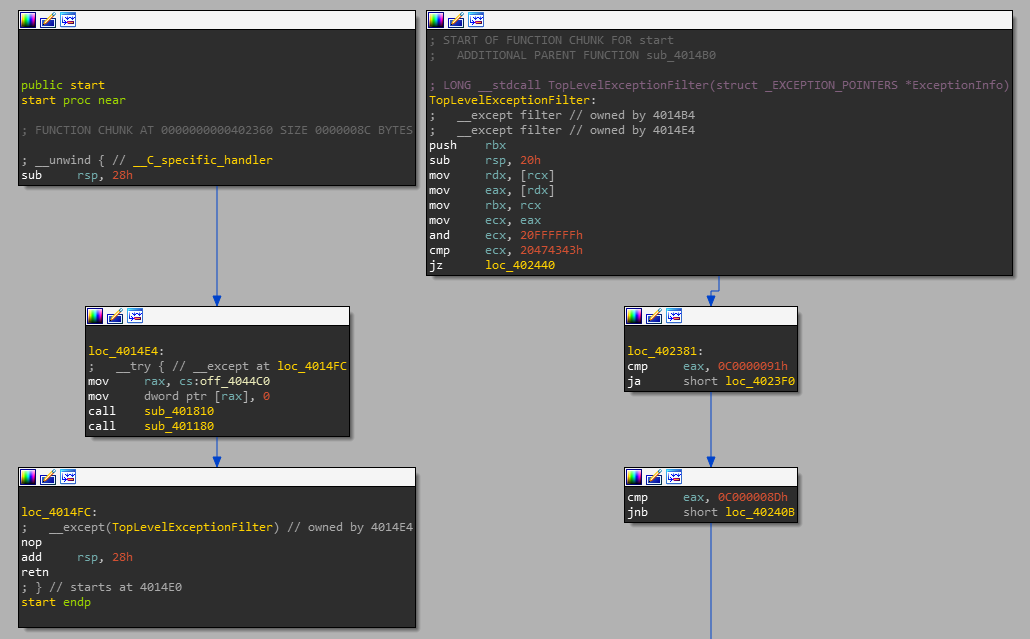 public start
start proc near
; FUNCTION CHUNK AT 0000000000402360 SIZE 0000008C BYTES
; __unwind { // __C_specific_handler
sub rsp, 28h
loc_4014E4:
; __try { // __except at loc_4014FC
mov rax, cs:off_4044C0
mov dword ptr [rax], 0
call sub_401810
call sub_401180
loc_4014FC:
; __except(TopLevelExceptionFilter) // owned by 4014E4
nop
add rsp, 28h
retn
; } // starts at 4014E0
start endp
; START OF FUNCTION CHUNK FOR start
; ADDITIONAL PARENT FUNCTION sub_4014B0
; LONG __stdcall TopLevelExceptionFilter(struct _EXCEPTION_POINTERS *ExceptionInfo)
TopLevelExceptionFilter:
; __except filter // owned by 4014B4
; __except filter // owned by 4014E4
push rbx
sub rsp, 20h
mov rdx, [rcx]
mov eax, [rdx]
mov rbx, rcx
mov ecx, eax
and ecx, 20FFFFFFh
cmp ecx, 20474343h
jz loc_402440
loc_402381:
cmp eax, 0C0000091h
ja short loc_4023F0
cmp eax, 0C000008Dh
jnb short loc_40240B